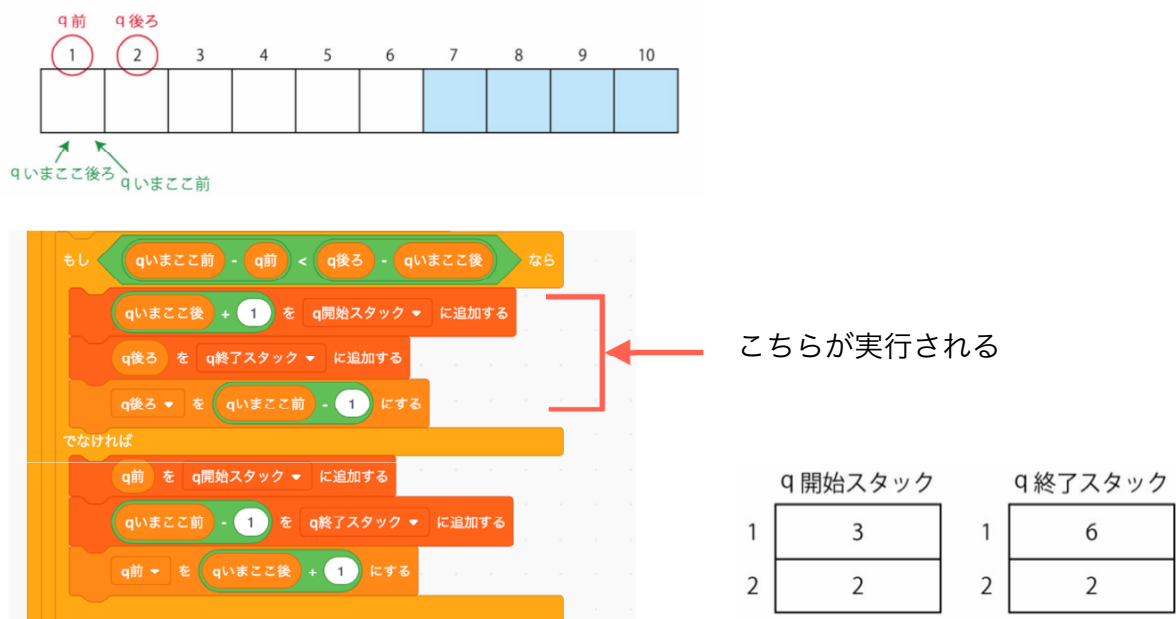 q前 q後ろ
1 2 3 4 5 6 7 8 9 10
qいまここ後ろ qいまここ前
もし qいまここ前 - q前 < q後ろ - qいまここ後 なら
qいまここ後 + 1 を q開始スタック に追加する
q後ろ を q終了スタック に追加する
q後ろ を qいまここ前 - 1 にする
でなければ
q前 を q開始スタック に追加する
qいまここ前 - 1 を q終了スタック に追加する
q前 を qいまここ後 + 1 にする
こちらが実行される
q開始スタック q終了スタック
1 3 1 6
2 2 2 2